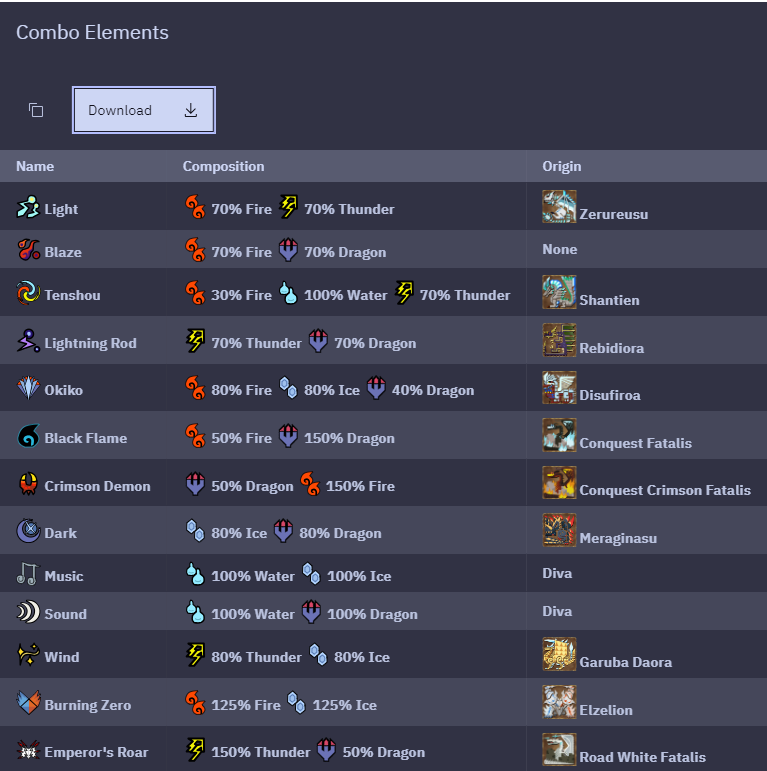 Combo Elements
Download
Name Composition Origin
Light 70% Fire 70% Thunder Zerureusu
Blaze 70% Fire 70% Dragon None
Tenshou 30% Fire 100% Water 70% Thunder Shantien
Lightning Rod 70% Thunder 70% Dragon Rebidiora
Okiko 80% Fire 80% Ice 40% Dragon Disufiroa
Black Flame 50% Fire 150% Dragon Conquest Fatalis
Crimson Demon 50% Dragon 150% Fire Conquest Crimson Fatalis
Dark 80% Ice 80% Dragon Meraginasu
Music 100% Water 100% Ice Diva
Sound 100% Water 100% Dragon Diva
Wind 80% Thunder 80% Ice Garuba Daora
Burning Zero 125% Fire 125% Ice Elzelion
Emperor's Roar 150% Thunder 50% Dragon Road White Fatalis